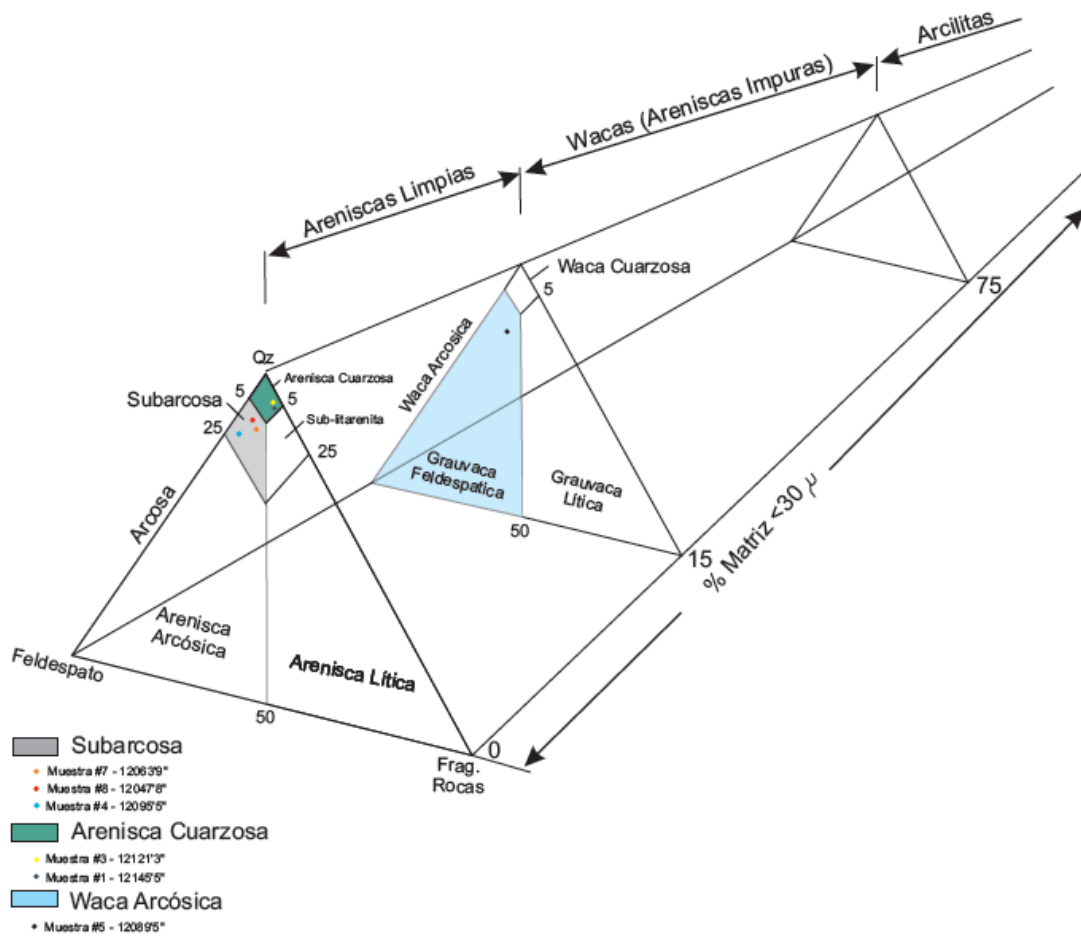 Arcilitas
Wacas (Areniscas Impuras)
Areniscas Limpias
Waca Cuarzosa
5
75
Waca Arcosica
Qz
Arenisca Cuarzosa
5
5
Subarcosa
Sub-litarenita
25
25
Grauvaca
Feldespatica
Grauvaca
Lítica
Arcosa
50
15
% Matriz <30 μ
Arenisca
Arcósica
Feldespato
Arenisca Lítica
50
0
Frag.
Rocas
Subarcosa
Muestra #7 - 12063'9"
Muestra #8 - 12047'8"
Muestra #4 - 12095'5"
Arenisca Cuarzosa
Muestra #3 - 12121'3"
Muestra #1 - 12145'5"
Waca Arcósica
Muestra #5 - 12089'5"